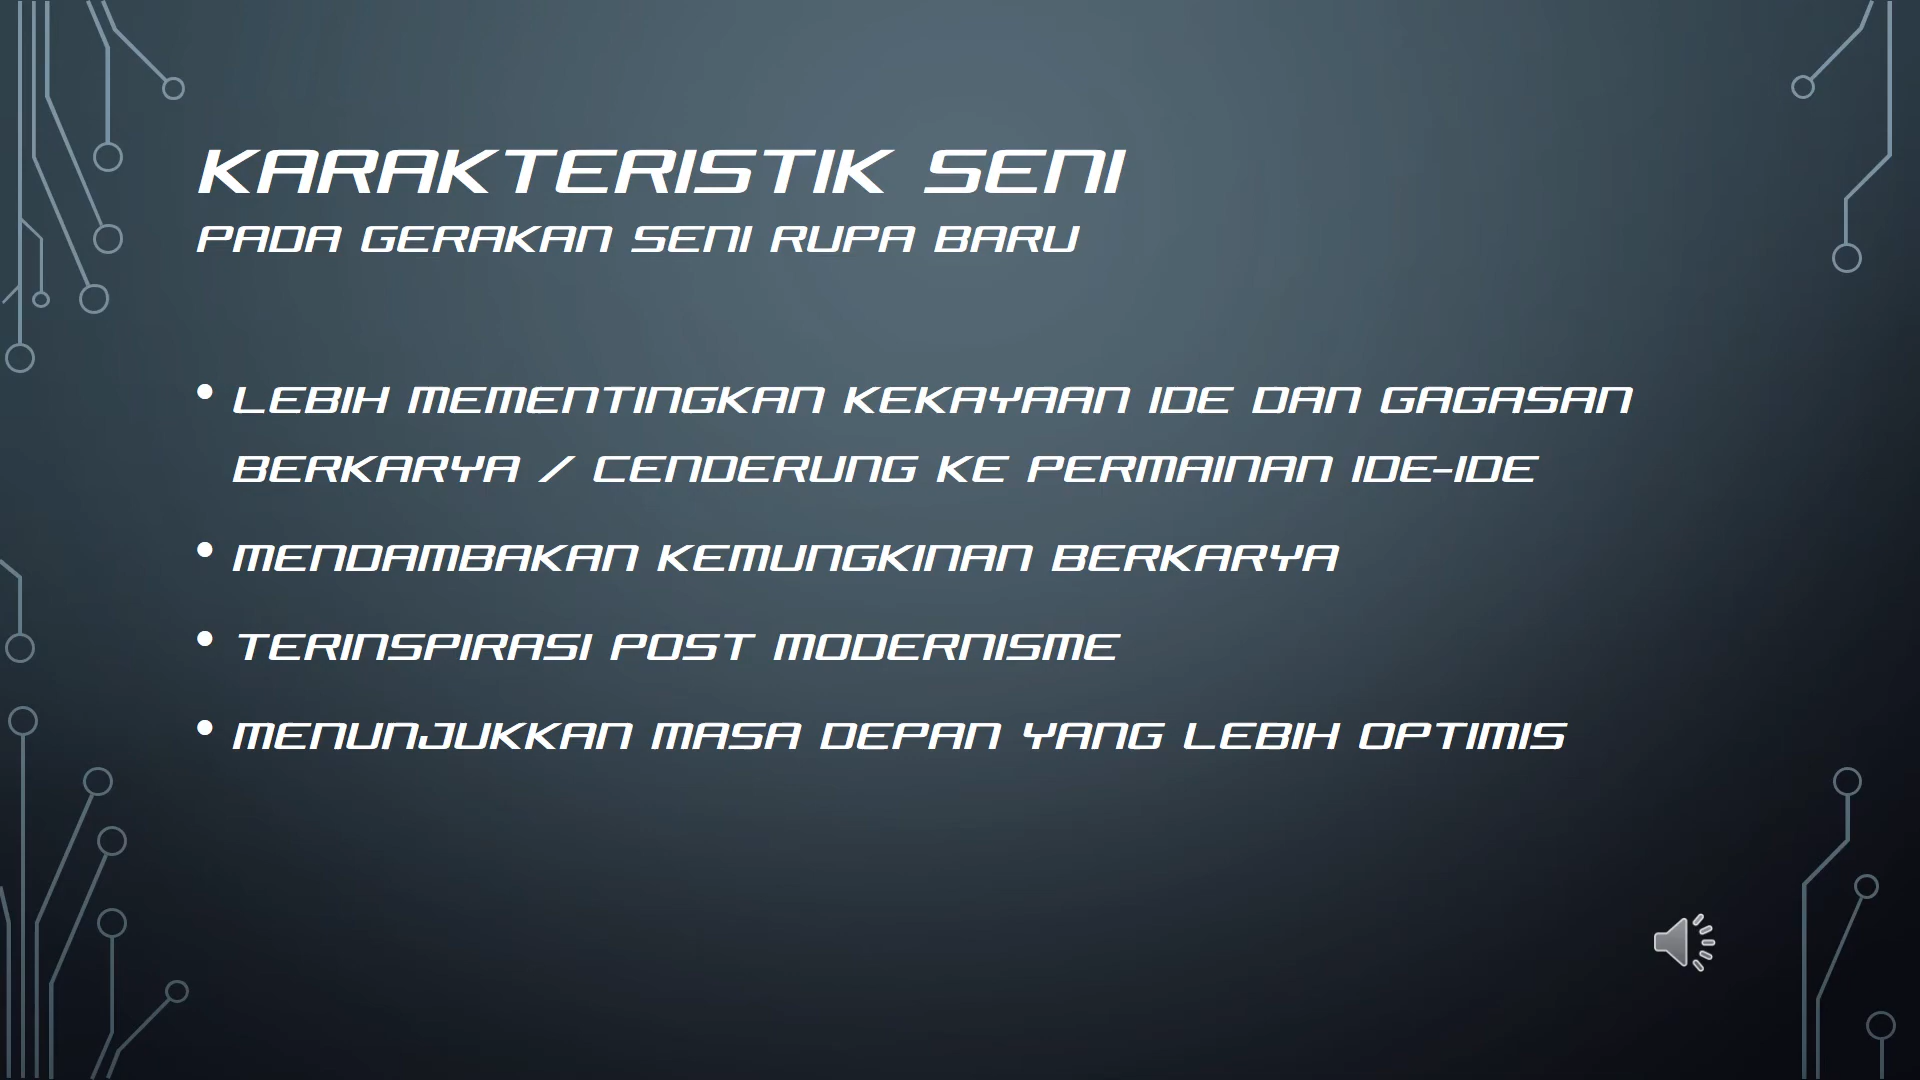 KARAKTERISTIK SENI
PADA GERAKAN SENI RUPA BARU
• LEBIH MEMENTINGKAN KEKAYAAN IDE DAN GAGASAN
BERKARYA / CENDERUNG KE PERMAINAN IDE-IDE
• MENDAMBAKAN KEMUNGKINAN BERKARYA
• TERINSPIRASI POST MODERNISME
• MENUNJUKKAN MASA DEPAN YANG LEBIH OPTIMIS